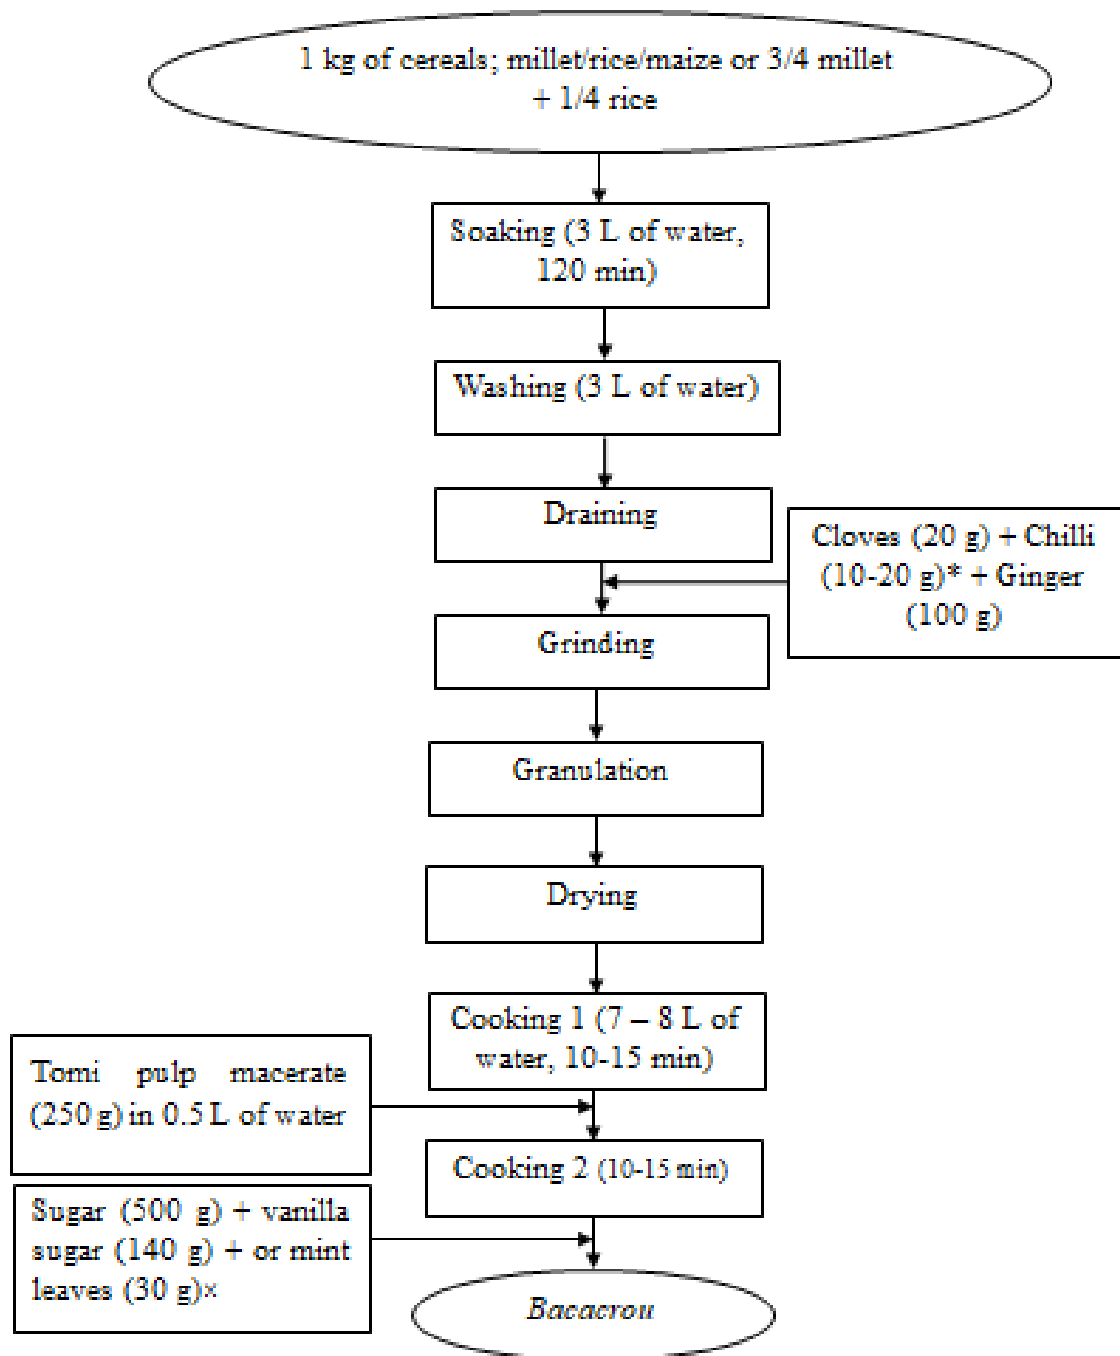 1 kg of cereals; millet/rice/maize or 3/4 millet
+ 1/4 rice
Soaking (3 L of water,
120 min)
Washing (3 L of water)
Draining
Cloves (20 g) + Chilli
(10-20 g)* + Ginger
(100 g)
Grinding
Granulation
Drying
Cooking 1 (7 – 8 L of
water, 10-15 min)
Tomi pulp macerate
(250 g) in 0.5 L of water
Cooking 2 (10-15 min)
Sugar (500 g) + vanilla
sugar (140 g) + or mint
leaves (30 g)×
Bacacrou